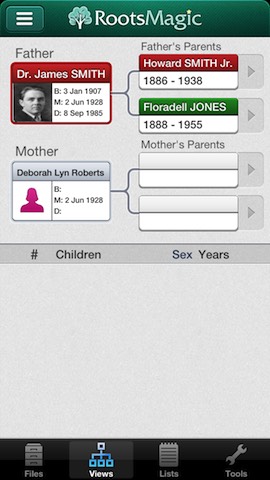 RootsMagic
Father
Dr. James SMITH
B: 3 Jan 1907
M: 2 Jun 1928
D: 8 Sep 1985
Father's Parents
Howard SMITH Jr.
1886 - 1938
Floradell JONES
1888 - 1955
Mother
Deborah Lyn Roberts
B:
M: 2 Jun 1928
D:
Mother's Parents
# Children Sex Years
Files Views Lists Tools